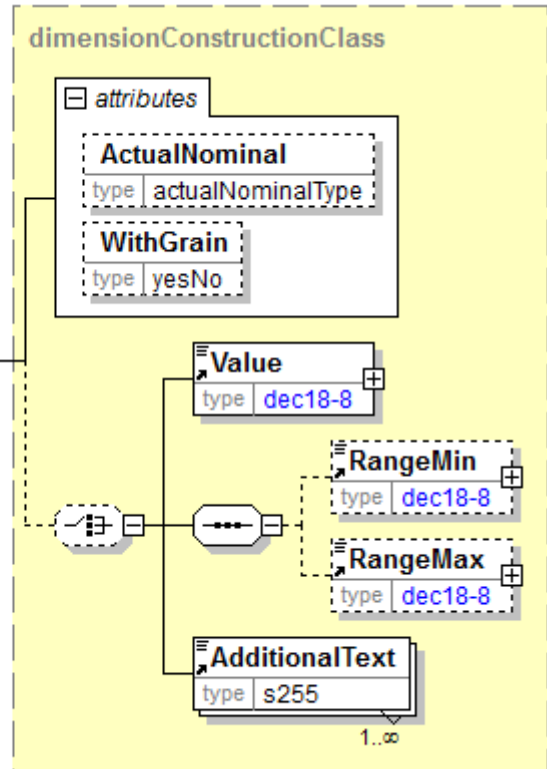 dimensionConstructionClass
attributes
ActualNominal
type actualNominalType
WithGrain
type yesNo
Value
type dec18-8
RangeMin
type dec18-8
RangeMax
type dec18-8
AdditionalText
type s255
1..∞